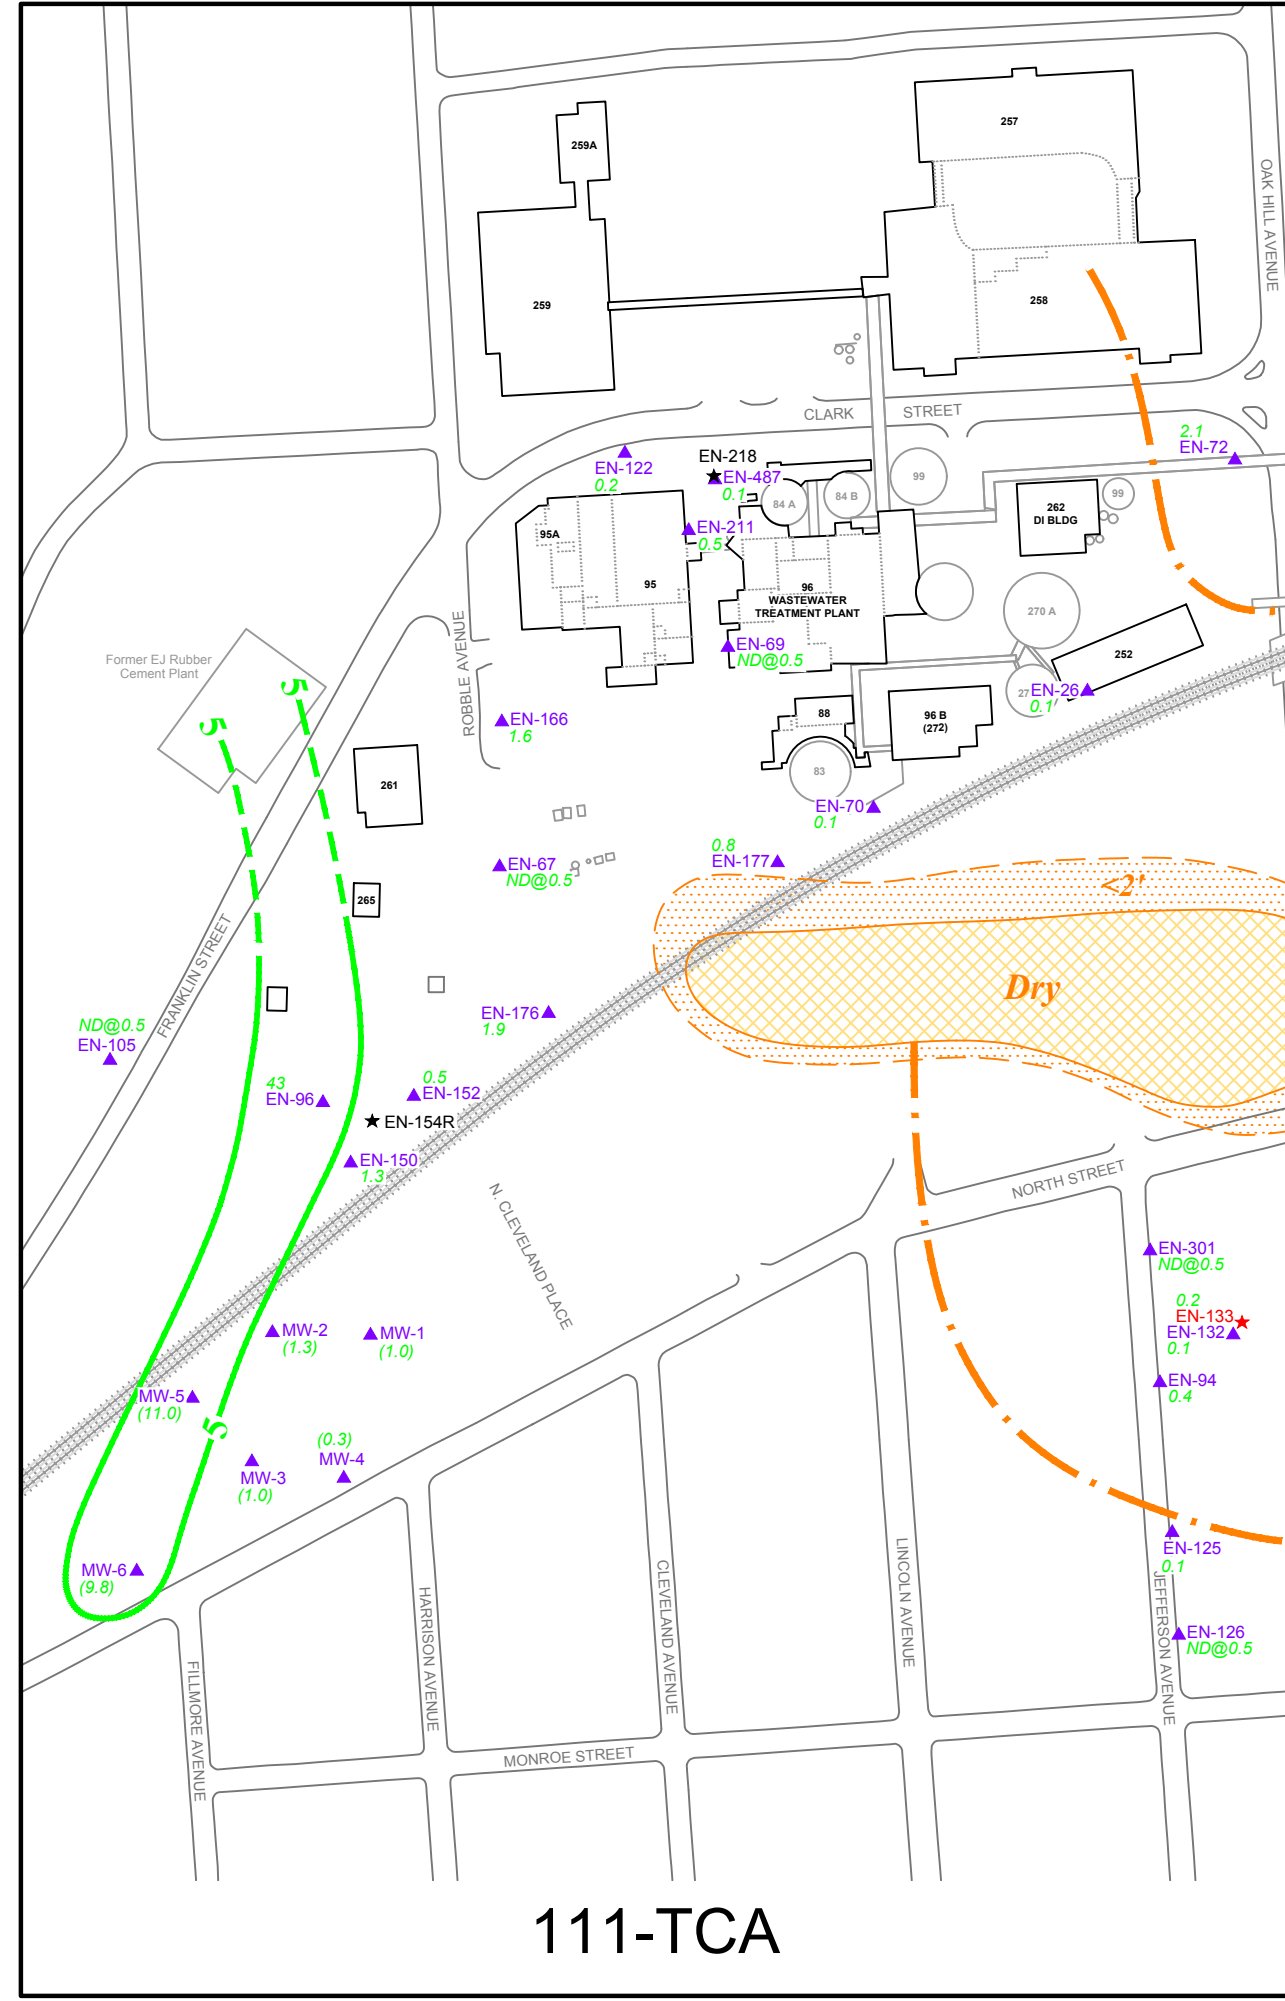 257
259A
OAK HILL AVENUE
259
258
CLARK STREET
2.1
EN-72
EN-218
EN-122
0.2
EN-487
0.1
84 A
84 B
99
99
262
DI BLDG
95A
EN-211
0.5
95
96
WASTEWATER
TREATMENT PLANT
270 A
ROBBLE AVENUE
EN-69
ND@0.5
252
Former EJ Rubber
Cement Plant
5
5
EN-26
0.1
EN-166
1.6
88
96 B
(272)
83
261
EN-70
0.1
0.8
EN-177
EN-67
ND@0.5
<2'
265
FRANKLIN STREET
Dry
EN-176
1.9
ND@0.5
EN-105
43
EN-96
0.5
EN-152
EN-154R
EN-150
1.3
NORTH STREET
N. CLEVELAND PLACE
EN-301
ND@0.5
0.2
EN-133
EN-132
0.1
MW-2
(1.3)
MW-1
(1.0)
EN-94
0.4
MW-5
(11.0)
5
(0.3)
MW-4
MW-3
(1.0)
EN-125
0.1
MW-6
(9.8)
EN-126
ND@0.5
FILLMORE AVENUE
HARRISON AVENUE
CLEVELAND AVENUE
LINCOLN AVENUE
JEFFERSON AVENUE
MONROE STREET
111-TCA